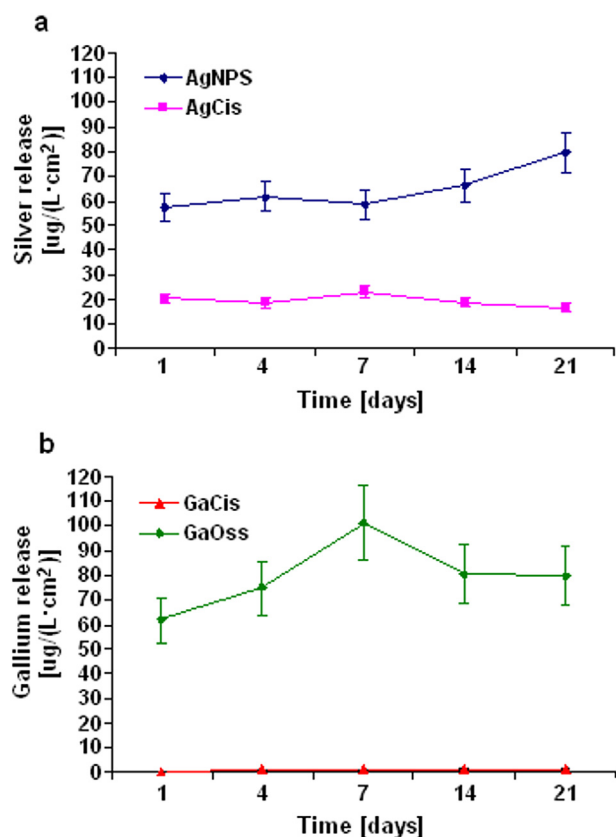 a
120
110
100
90
80
70
60
50
40
30
20
10
0
AgNPS
AgCis
Silver release
[ug/(L·cm²)]
1 4 7 14 21
Time [days]
b
120
110
100
90
80
70
60
50
40
30
20
10
0
GaCis
GaOss
Gallium release
[ug/(L·cm²)]
1 4 7 14 21
Time [days]